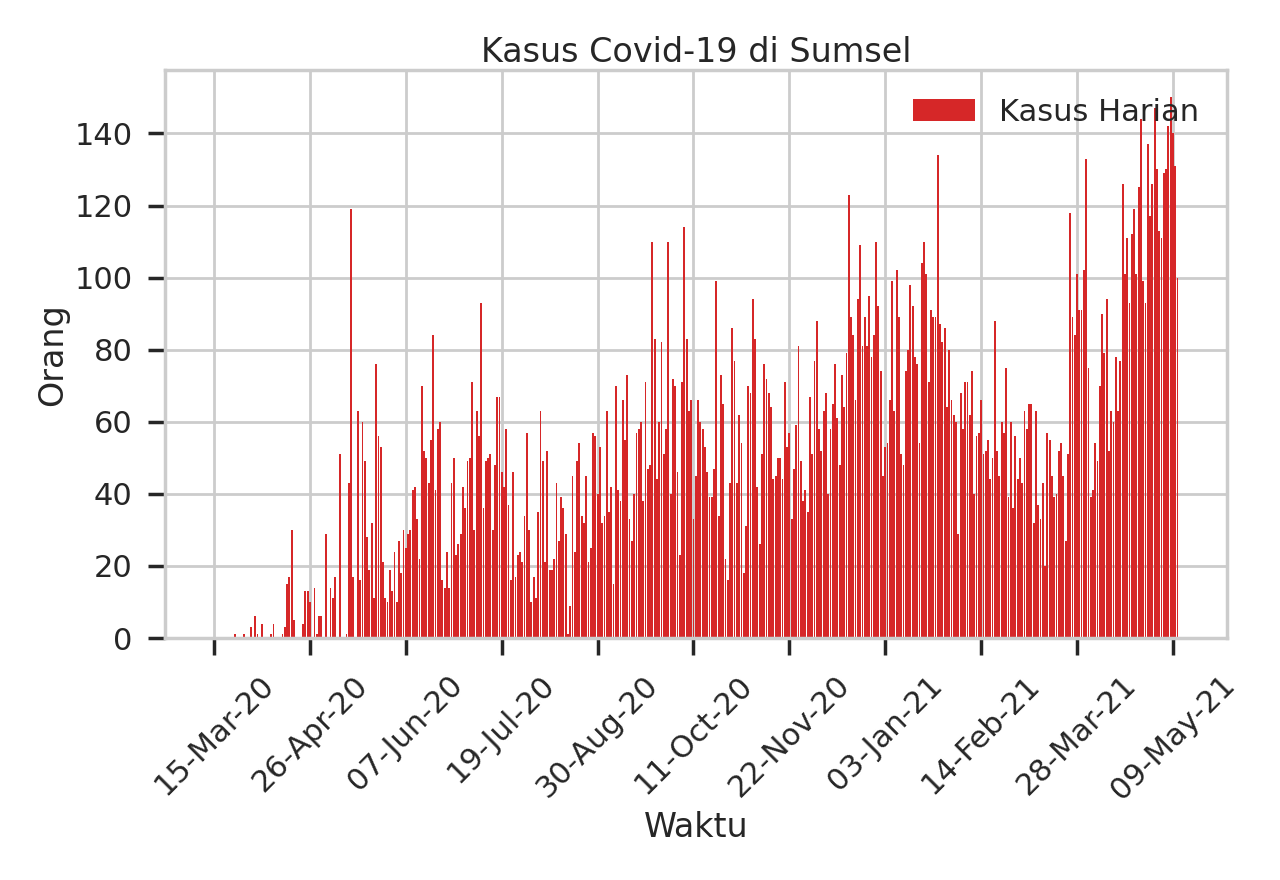 Kasus Covid-19 di Sumsel
Kasus Harian
Orang
140
120
100
80
60
40
20
0
15-Mar-20
26-Apr-20
07-Jun-20
19-Jul-20
30-Aug-20
11-Oct-20
22-Nov-20
03-Jan-21
14-Feb-21
28-Mar-21
09-May-21
Waktu